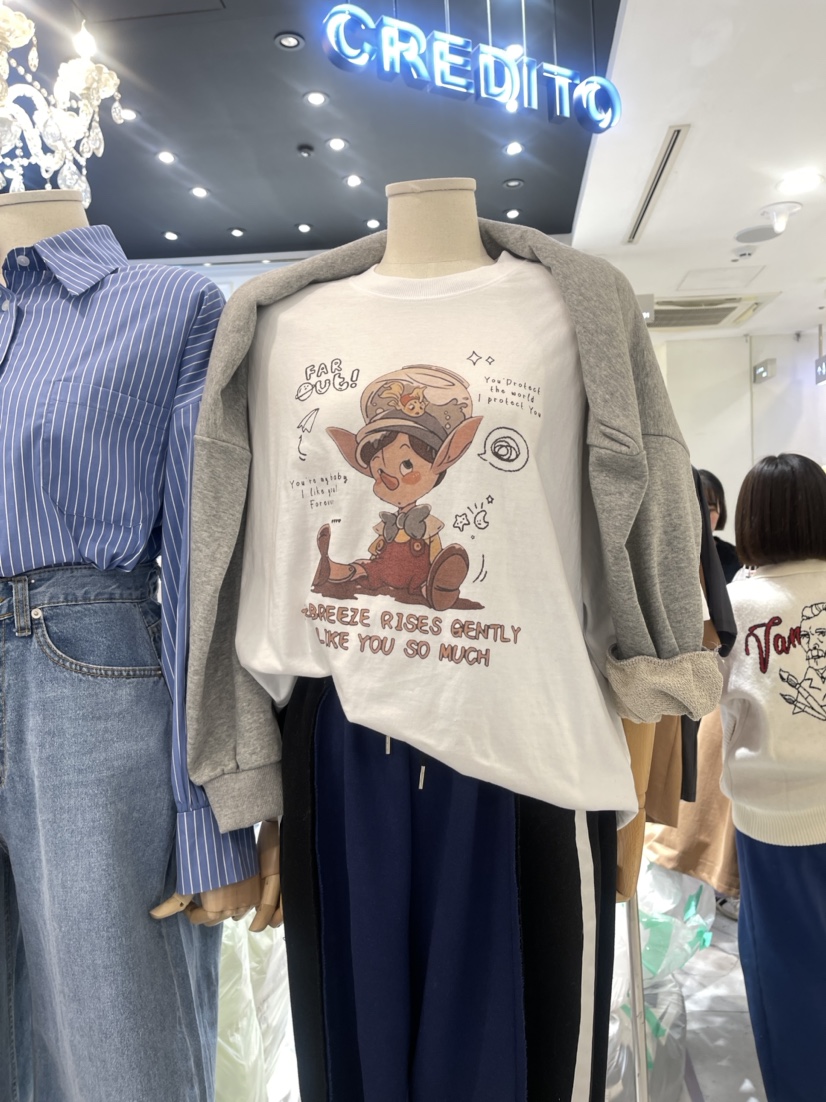 CREDITO
FAR
OUT!
You Protect
the world
I protect You
You're my baby
I like you
Forever
BREEZE RISES GENTLY
LIKE YOU SO MUCH
Van